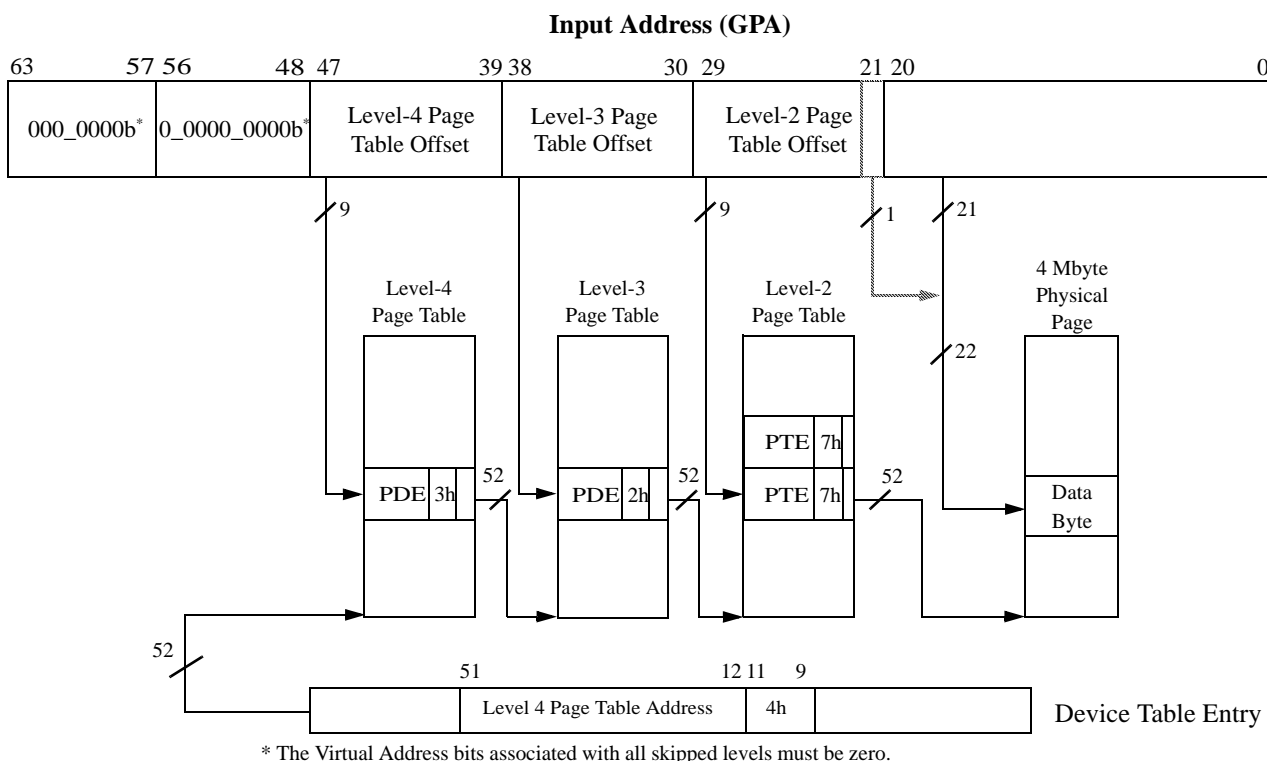 Input Address (GPA)
63 57 56 48 47 39 38 30 29 21 20 0
000_0000b* 0_0000_0000b* Level-4 Page Table Offset Level-3 Page Table Offset Level-2 Page Table Offset
9 9 1 21
Level-4
Page Table
Level-3
Page Table
Level-2
Page Table
4 Mbyte
Physical
Page
22
PTE 7h
PDE 3h 52 PDE 2h 52 PTE 7h 52
Data
Byte
52
51 12 11 9
Level 4 Page Table Address 4h
Device Table Entry
* The Virtual Address bits associated with all skipped levels must be zero.